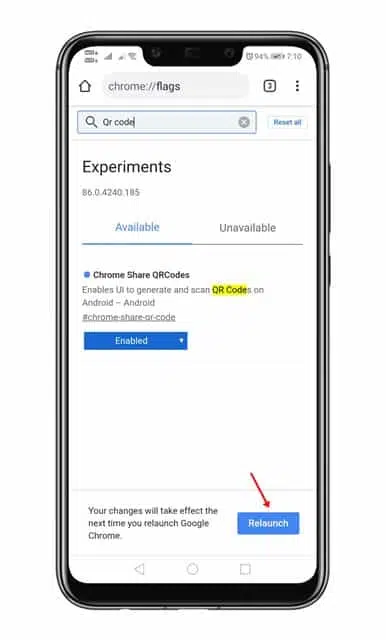 94% 7:10
chrome://flags
3
Qr code
Reset all
Experiments
86.0.4240.185
Available
Unavailable
Chrome Share QRCodes
Enables UI to generate and scan QR Codes on
Android – Android
#chrome-share-qr-code
Enabled
Your changes will take effect the
next time you relaunch Google
Chrome.
Relaunch